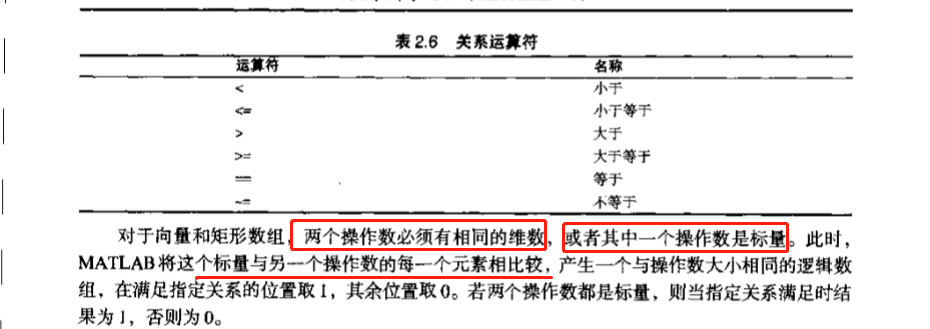 表 2.6 关系运算符
运算符 名称
< 小于
<= 小于等于
> 大于
>= 大于等于
== 等于
~= 不等于
对于向量和矩形数组，两个操作数必须有相同的维数，或者其中一个操作数是标量。此时，
MATLAB将这个标量与另一个操作数的每一个元素相比较，产生一个与操作数大小相同的逻辑数
组，在满足指定关系的位置取1，其余位置取0。若两个操作数都是标量，则当指定关系满足时结
果为1，否则为0。